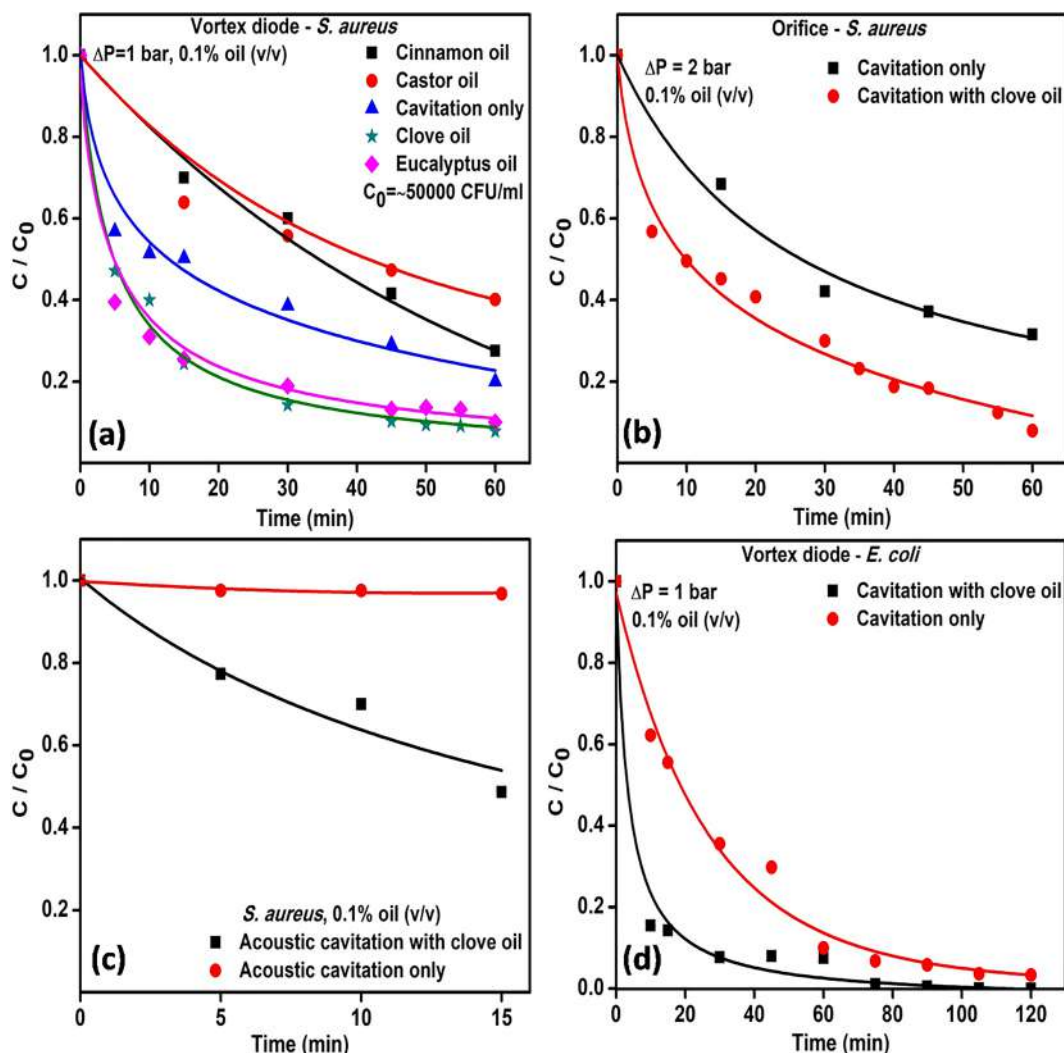 Vortex diode - S. aureus
ΔP=1 bar, 0.1% oil (v/v)
Cinnamon oil
Castor oil
Cavitation only
Clove oil
Eucalyptus oil
C0=~50000 CFU/ml
1.0
0.8
0.6
0.4
0.2
C / C0
(a)
0
10
20
30
40
50
60
Time (min)
Orifice - S. aureus
ΔP = 2 bar
0.1% oil (v/v)
Cavitation only
Cavitation with clove oil
1.0
0.8
0.6
0.4
0.2
C / C0
(b)
0
10
20
30
40
50
60
Time (min)
1.0
0.8
0.6
0.4
0.2
C / C0
S. aureus, 0.1% oil (v/v)
Acoustic cavitation with clove oil
Acoustic cavitation only
(c)
0
5
10
15
Time (min)
Vortex diode - E. coli
ΔP = 1 bar
0.1% oil (v/v)
Cavitation with clove oil
Cavitation only
1.0
0.8
0.6
0.4
0.2
0.0
C / C0
(d)
0
20
40
60
80
100
120
Time (min)